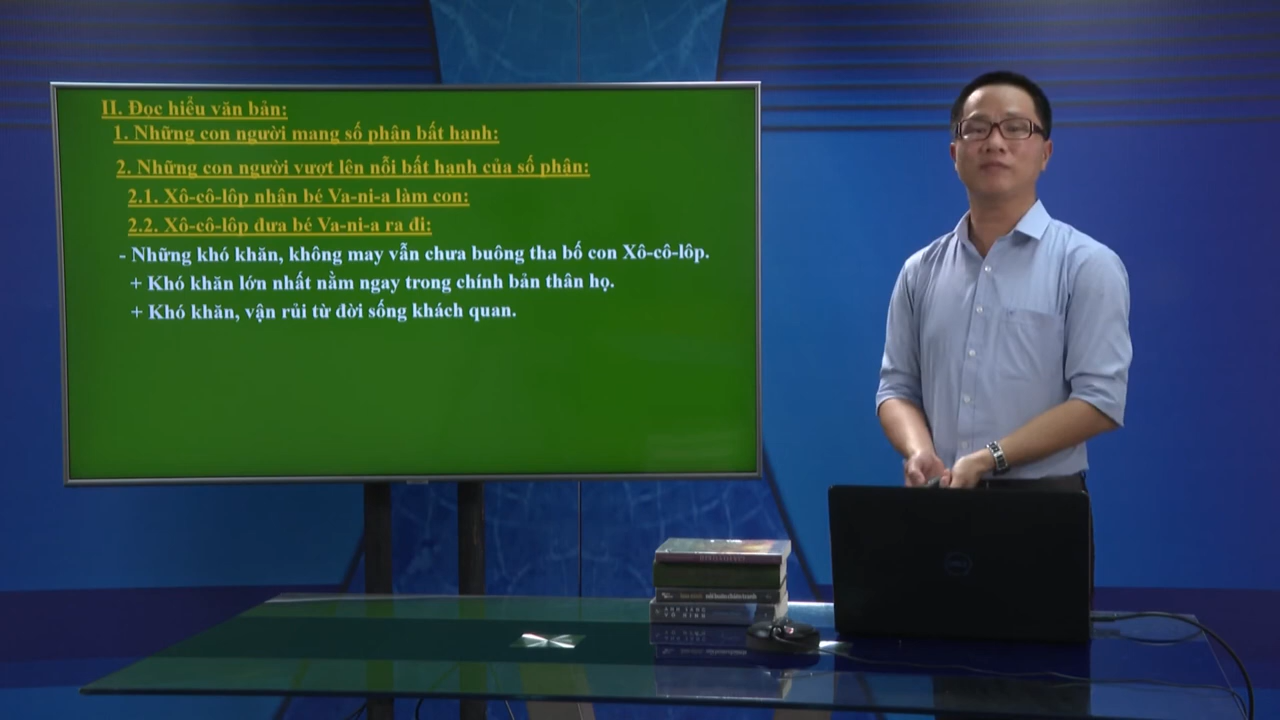 II. Đọc hiểu văn bản:
1. Những con người mang số phận bất hạnh:
2. Những con người vượt lên nỗi bất hạnh của số phận:
2.1. Xô-cô-lôp nhận bé Va-ni-a làm con:
2.2. Xô-cô-lôp đưa bé Va-ni-a ra đi:
- Những khó khăn, không may vẫn chưa buông tha bố con Xô-cô-lôp.
+ Khó khăn lớn nhất nằm ngay trong chính bản thân họ.
+ Khó khăn, vận rủi từ đời sống khách quan.
DELL